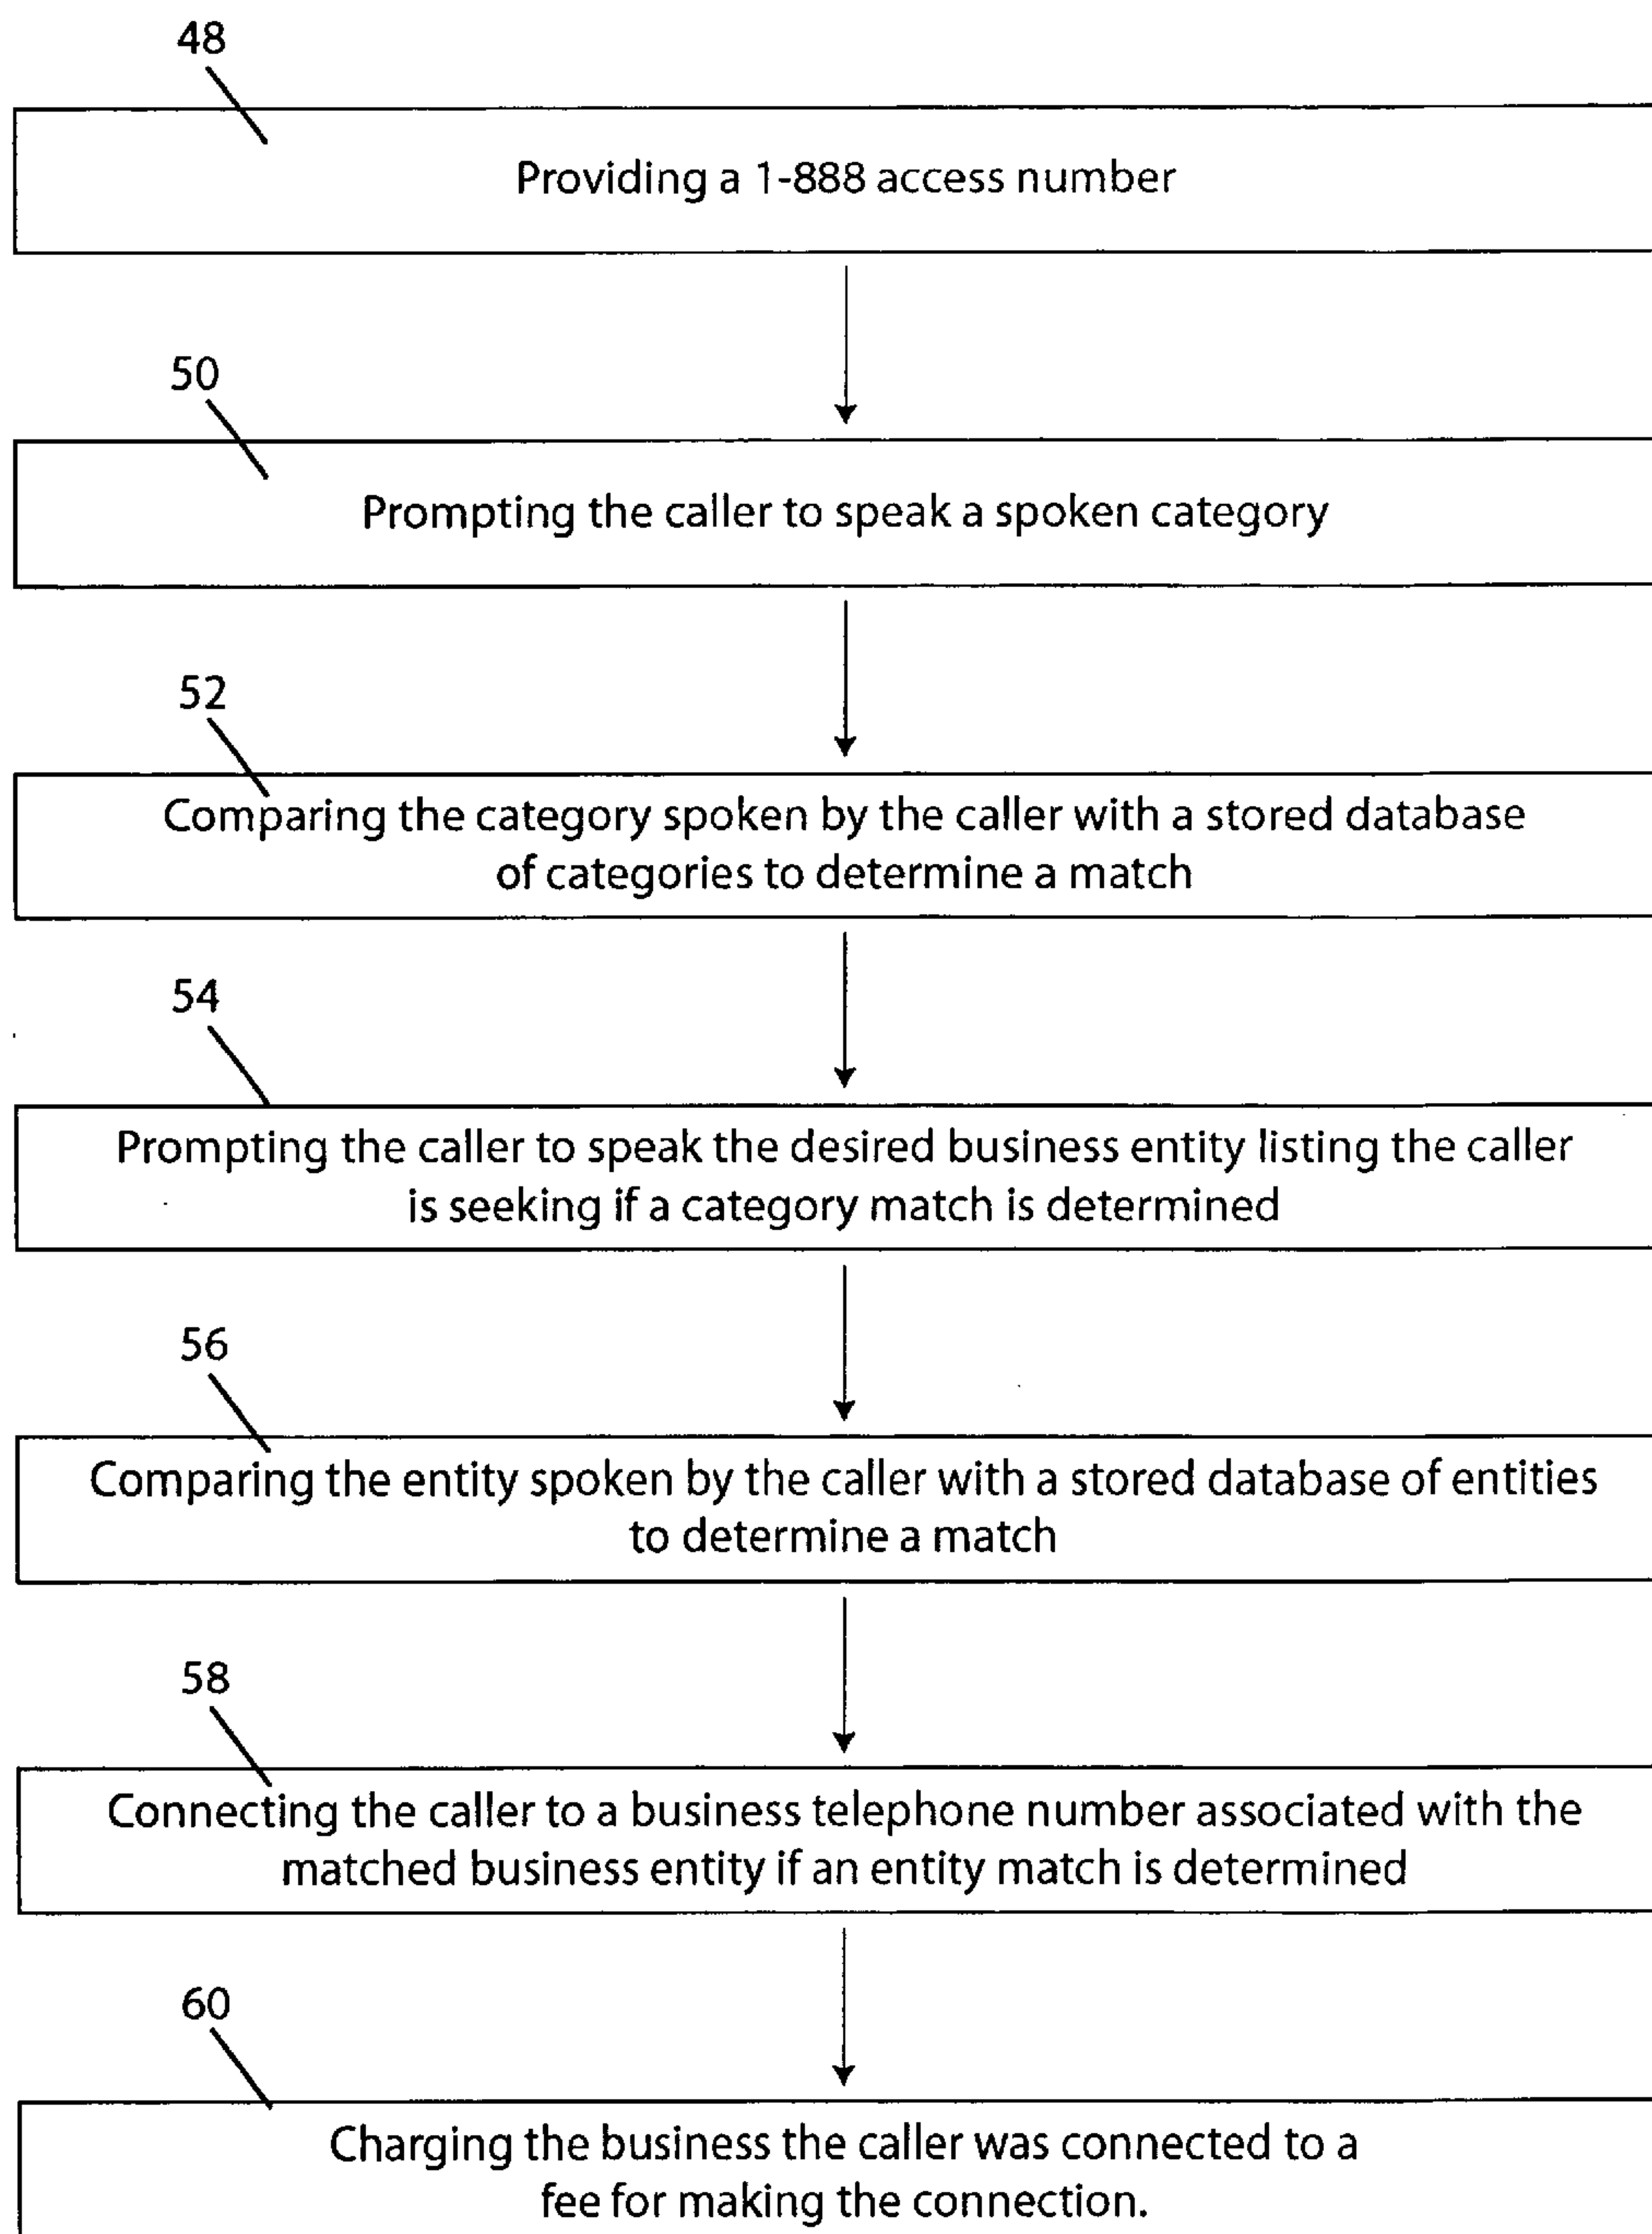 48
Providing a 1-888 access number
50
Prompting the caller to speak a spoken category
52
Comparing the category spoken by the caller with a stored database
of categories to determine a match
54
Prompting the caller to speak the desired business entity listing the caller
is seeking if a category match is determined
56
Comparing the entity spoken by the caller with a stored database of entities
to determine a match
58
Connecting the caller to a business telephone number associated with the
matched business entity if an entity match is determined
60
Charging the business the caller was connected to a
fee for making the connection.